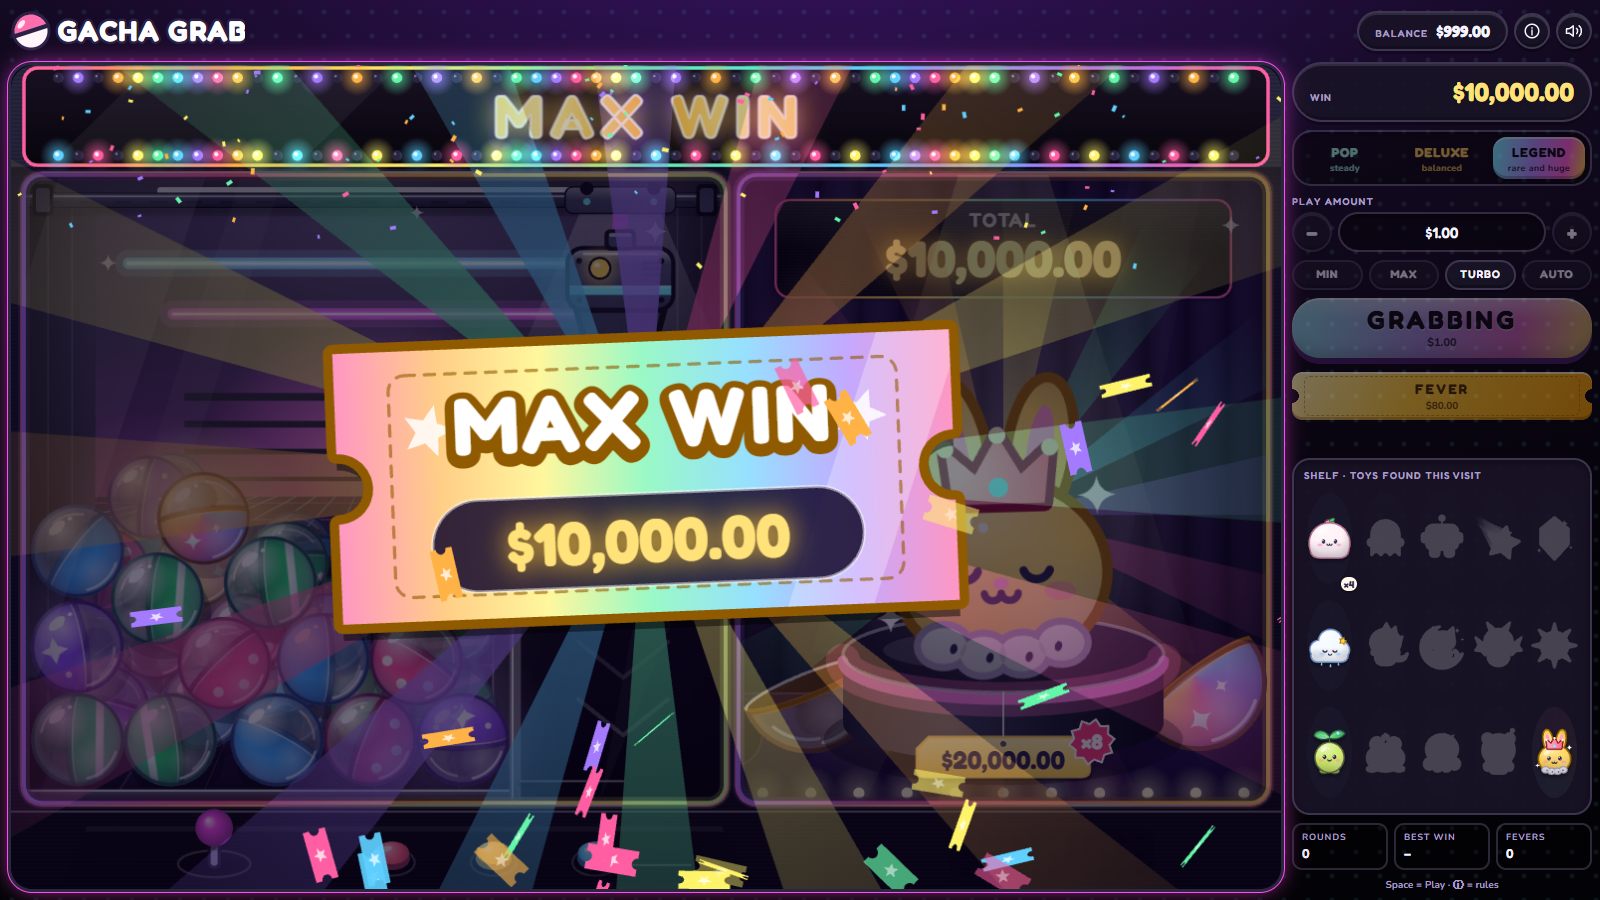 GACHA GRAB
BALANCE $999.00
MAX WIN
WIN $10,000.00
POP
steady
DELUXE
balanced
LEGEND
rare and huge
PLAY AMOUNT
$1.00
MIN
MAX
TURBO
AUTO
GRABBING
$1.00
FEVER
$80.00
TOTAL
$10,000.00
MAX WIN
$10,000.00
$20,000.00
x8
SHELF · TOYS FOUND THIS VISIT
x4
ROUNDS
0
BEST WIN
–
FEVERS
0
Space = Play · ⓘ = rules